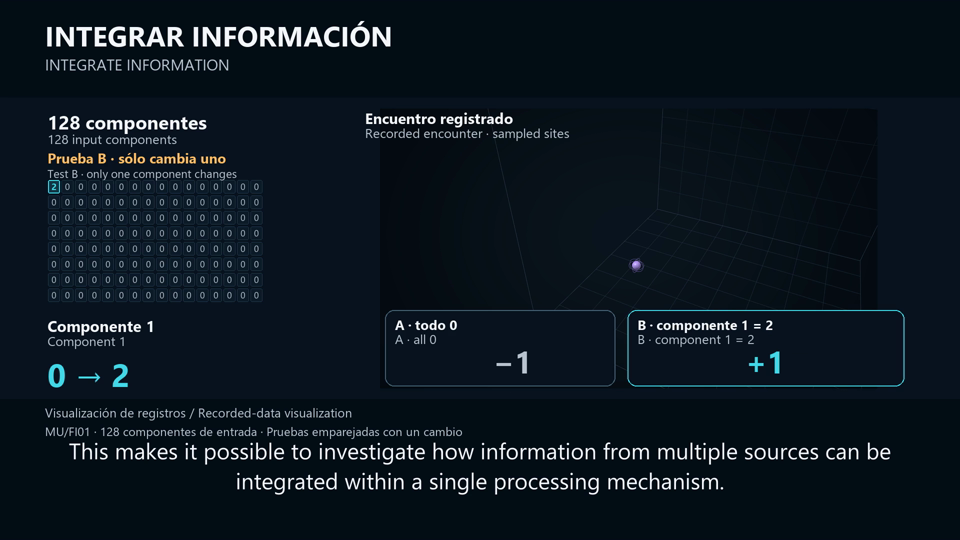 INTEGRAR INFORMACIÓN
INTEGRATE INFORMATION
128 componentes
128 input components
Prueba B · sólo cambia uno
Test B · only one component changes
2 0 0 0 0 0 0 0 0 0 0 0 0 0 0 0
0 0 0 0 0 0 0 0 0 0 0 0 0 0 0 0
0 0 0 0 0 0 0 0 0 0 0 0 0 0 0 0
0 0 0 0 0 0 0 0 0 0 0 0 0 0 0 0
0 0 0 0 0 0 0 0 0 0 0 0 0 0 0 0
0 0 0 0 0 0 0 0 0 0 0 0 0 0 0 0
0 0 0 0 0 0 0 0 0 0 0 0 0 0 0 0
0 0 0 0 0 0 0 0 0 0 0 0 0 0 0 0
Componente 1
Component 1
0 → 2
Encuentro registrado
Recorded encounter · sampled sites
A · todo 0
A · all 0
−1
B · componente 1 = 2
B · component 1 = 2
+1
Visualización de registros / Recorded-data visualization
MU/FI01 · 128 componentes de entrada · Pruebas emparejadas con un cambio
This makes it possible to investigate how information from multiple sources can be
integrated within a single processing mechanism.